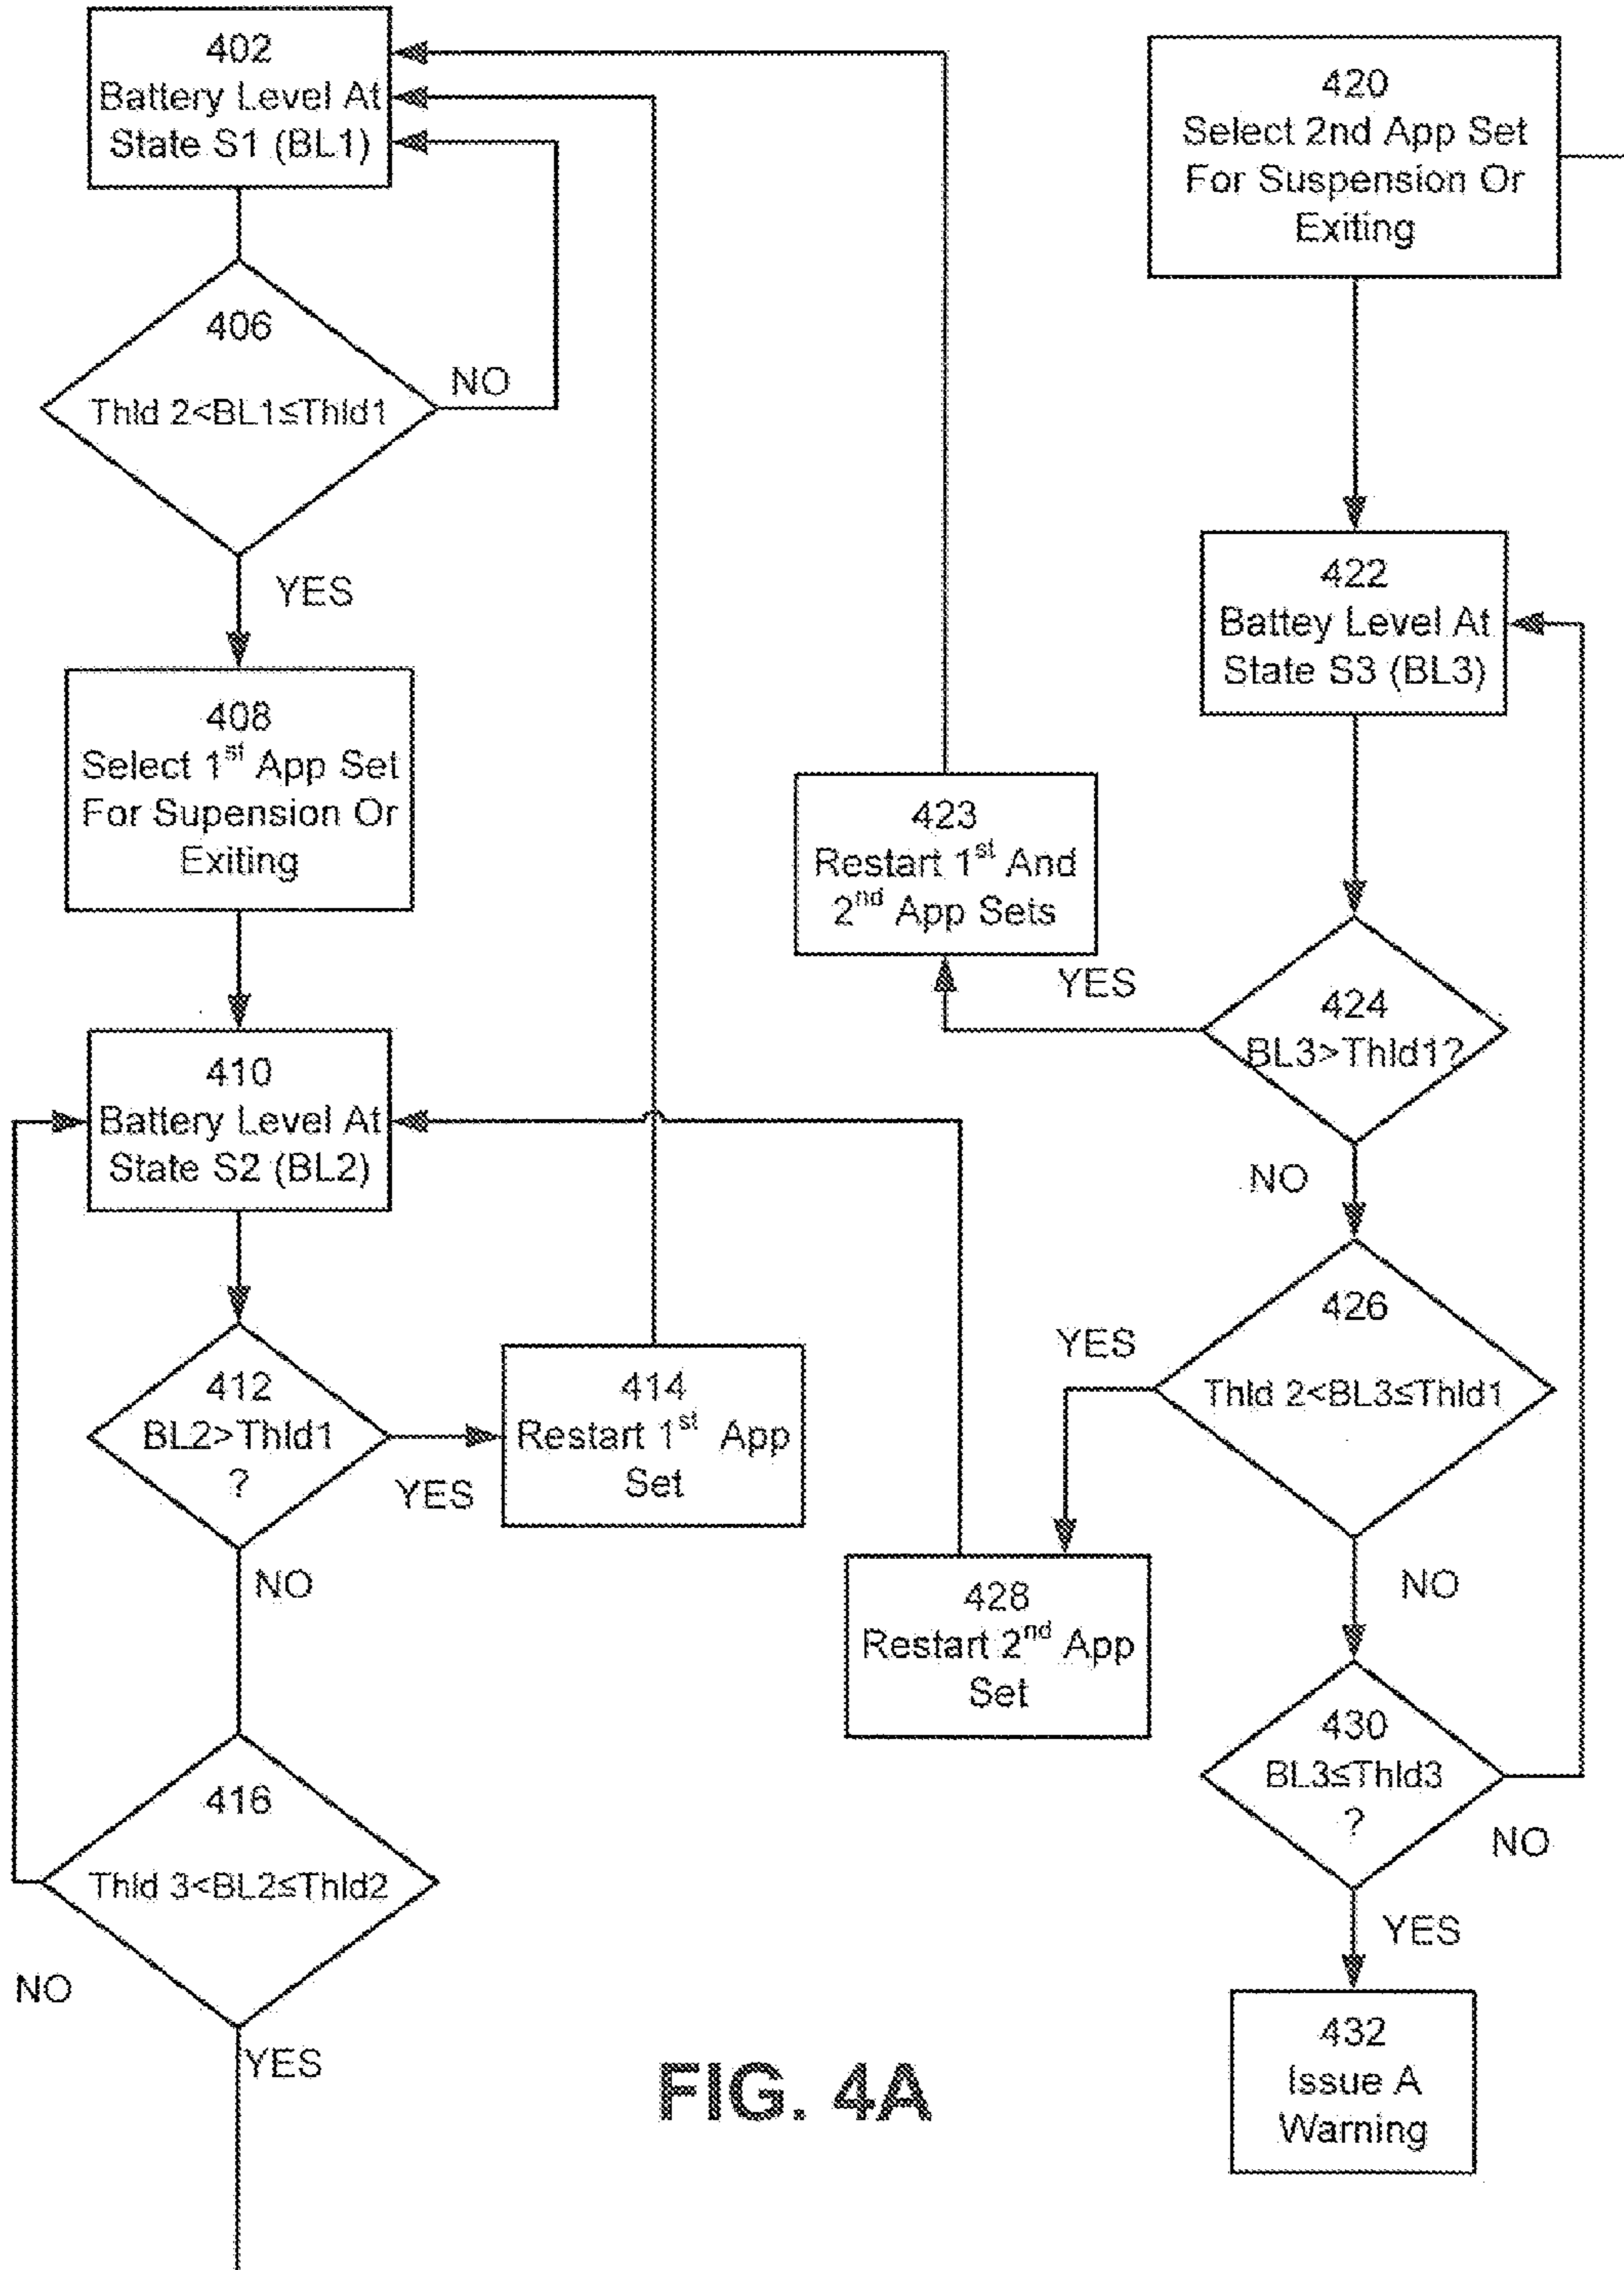 402
Battery Level At
State S1 (BL1)
406
Thld 2<BL1≤Thld1
NO
YES
408
Select 1st App Set
For Supension Or
Exiting
410
Battery Level At
State S2 (BL2)
412
BL2>Thld1
?
YES
NO
414
Restart 1st App
Set
416
Thld 3<BL2≤Thld2
NO
YES
420
Select 2nd App Set
For Suspension Or
Exiting
422
Battey Level At
State S3 (BL3)
423
Restart 1st And
2nd App Sets
YES
424
BL3>Thld1?
NO
426
Thld 2<BL3≤Thld1
YES
NO
428
Restart 2nd App
Set
430
BL3≤Thld3
?
NO
YES
432
Issue A
Warning
FIG. 4A